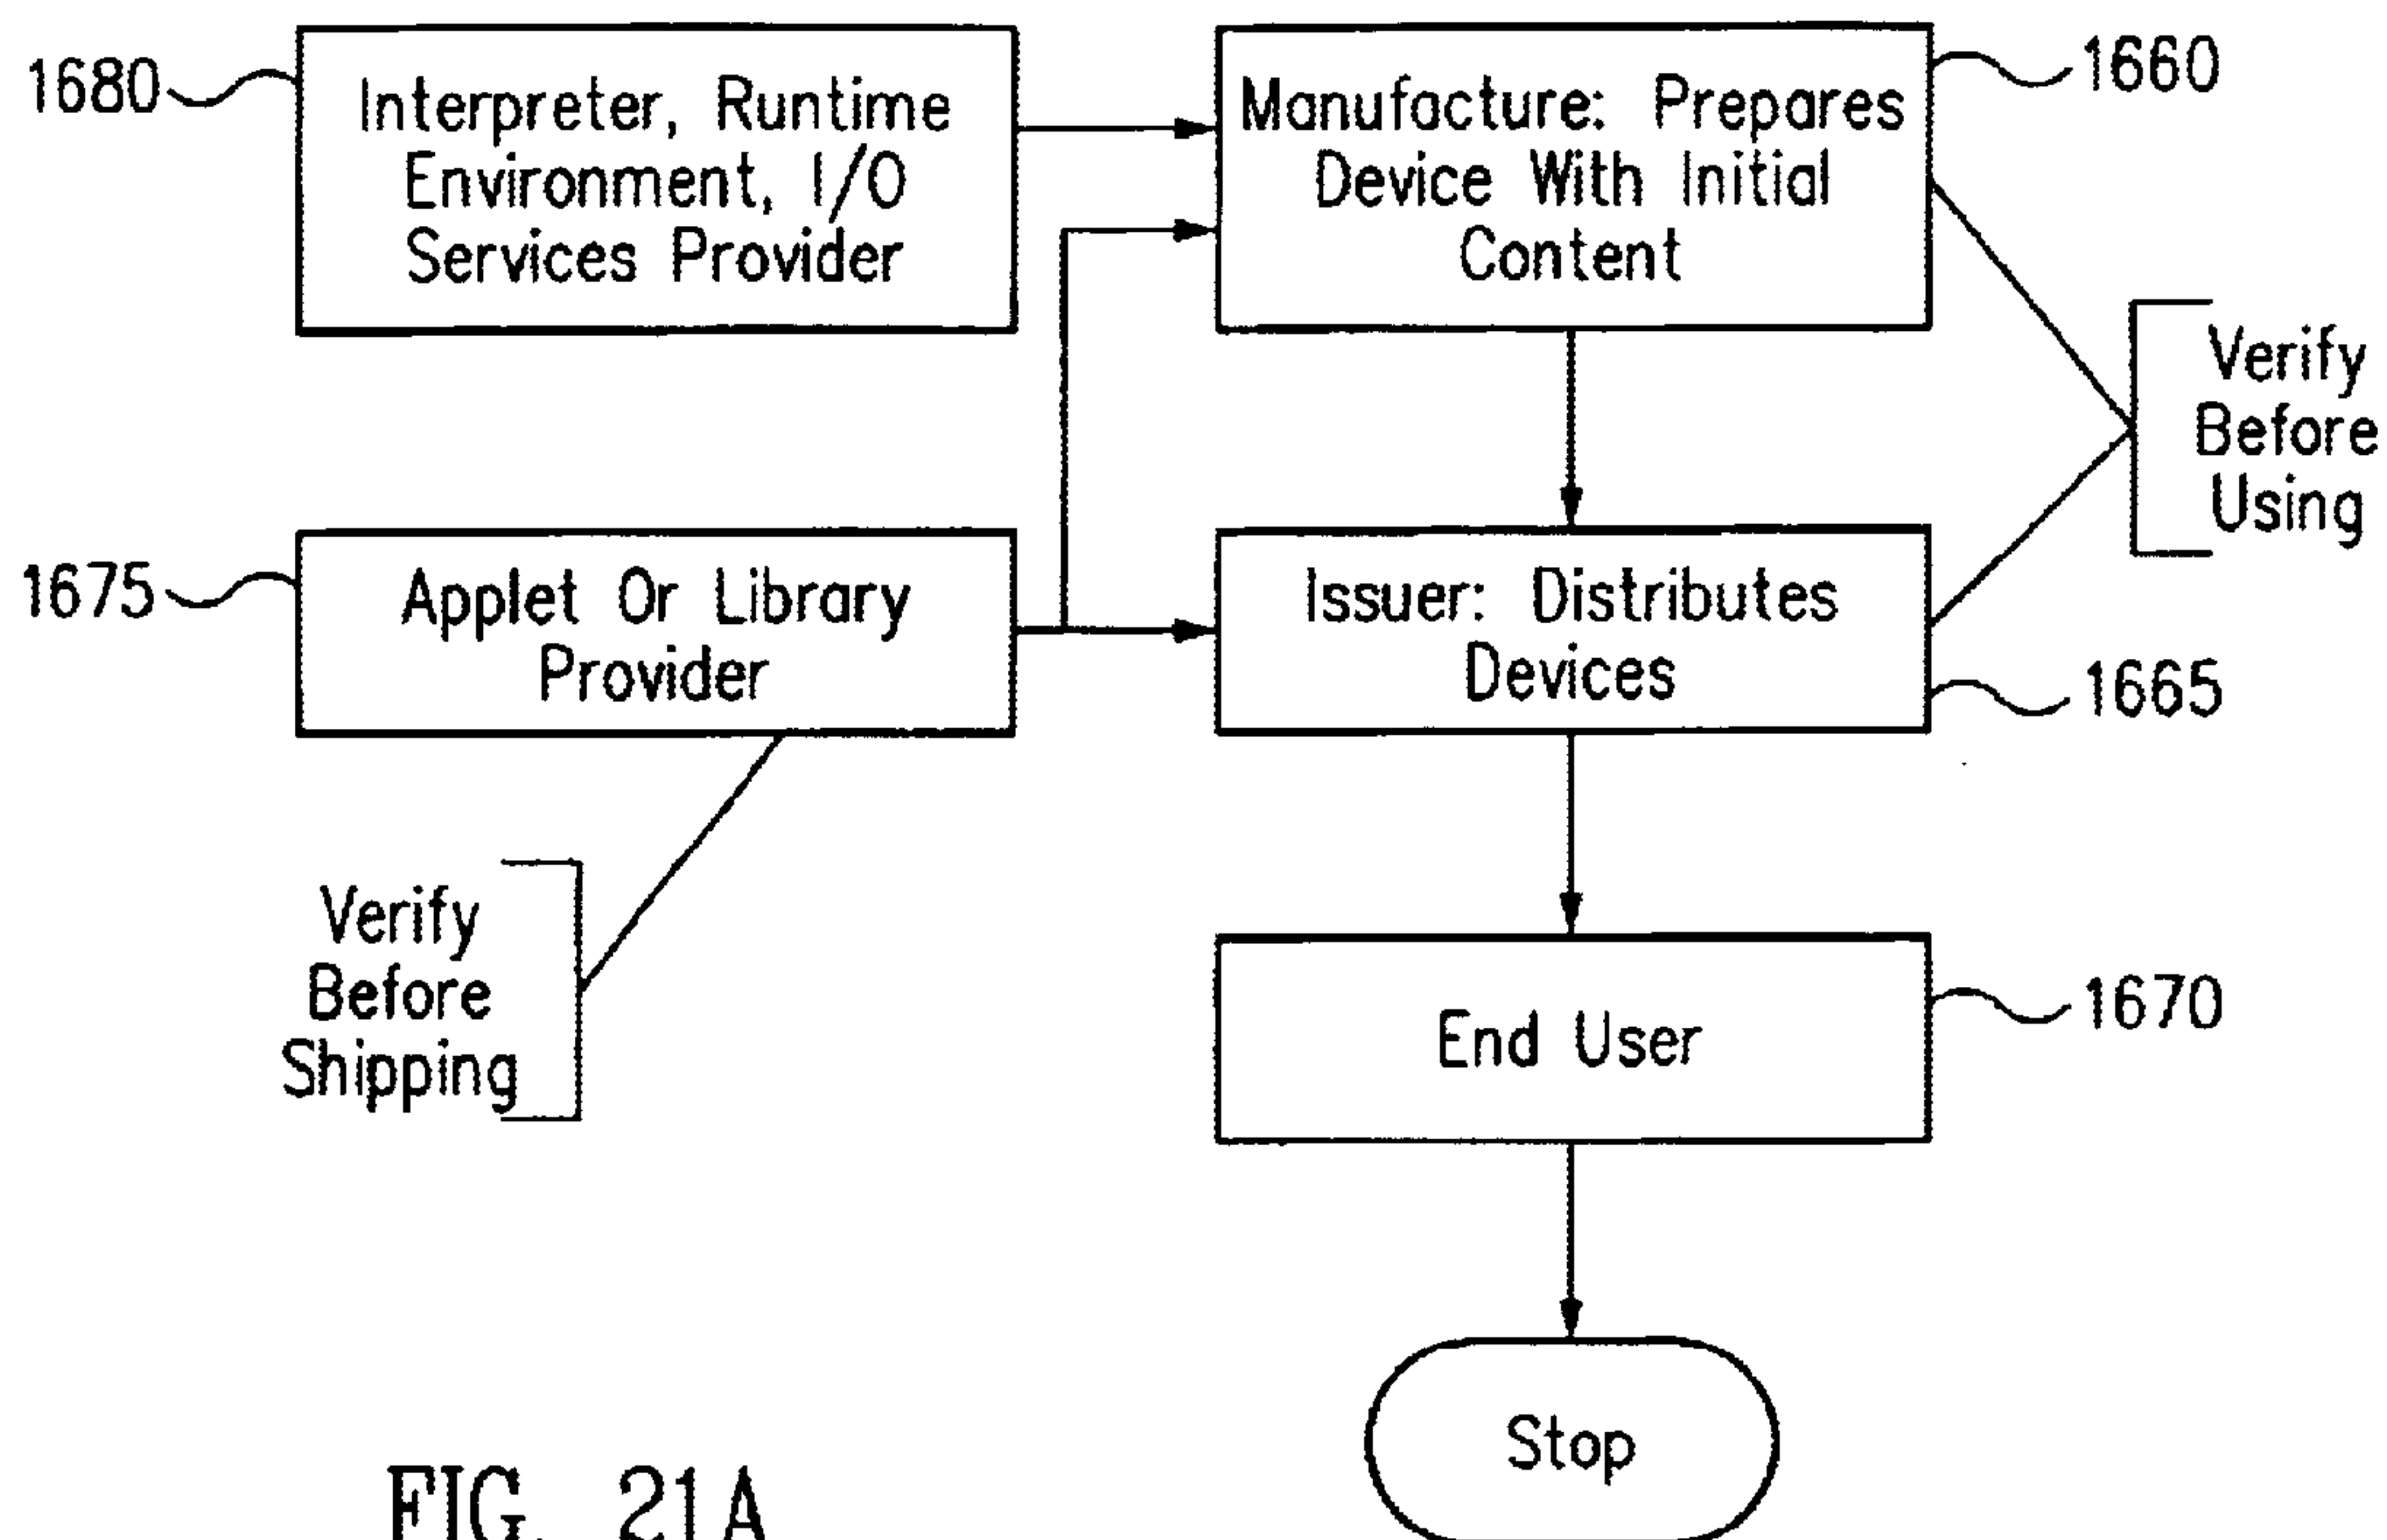 1680
Interpreter, Runtime
Environment, I/O
Services Provider
Manufacture: Prepares
Device With Initial
Content
1660
Verify
Before
Using
1675
Applet Or Library
Provider
Issuer: Distributes
Devices
1665
Verify
Before
Shipping
End User
1670
Stop
FIG. 21A